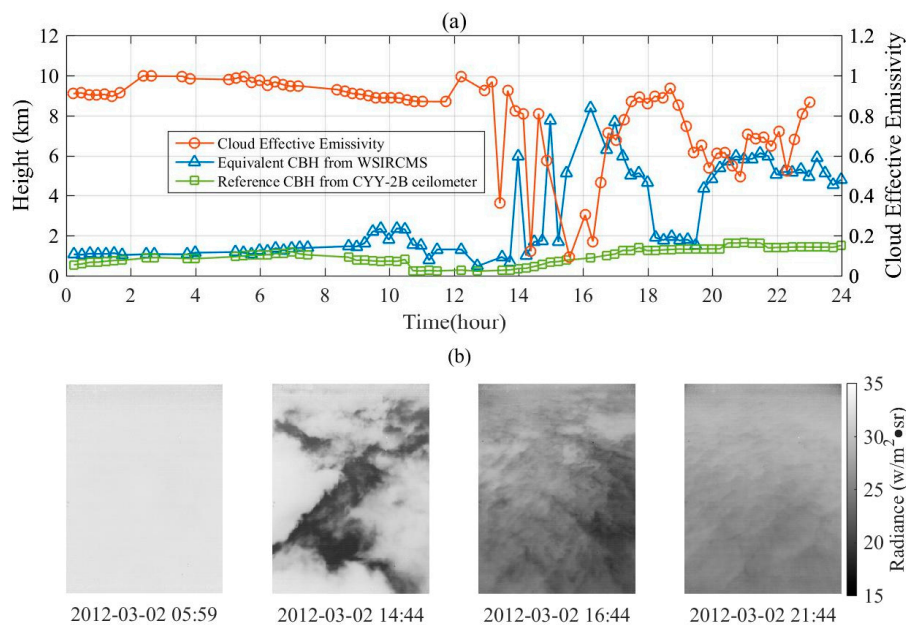 (a)
12
10
8
6
4
2
0
Height (km)
1.2
1
0.8
0.6
0.4
0.2
0
Cloud Effective Emissivity
Cloud Effective Emissivity
Equivalent CBH from WSIRCMS
Reference CBH from CYY-2B ceilometer
0 2 4 6 8 10 12 14 16 18 20 22 24
Time(hour)
(b)
35
30
25
20
15
Radiance (w/m²●sr)
2012-03-02 05:59 2012-03-02 14:44 2012-03-02 16:44 2012-03-02 21:44